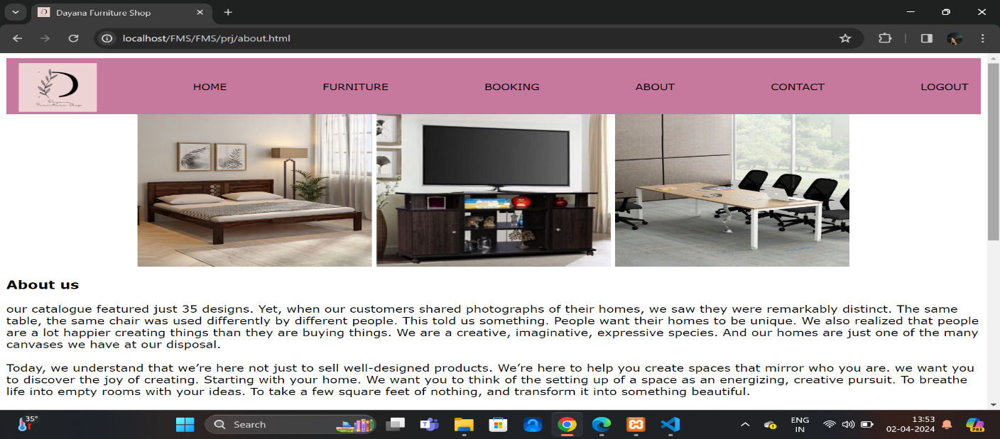 Dayana Furniture Shop
localhost/FMS/FMS/prj/about.html
D
Dayana
Furniture Shop
HOME FURNITURE BOOKING ABOUT CONTACT LOGOUT
About us
our catalogue featured just 35 designs. Yet, when our customers shared photographs of their homes, we saw they were remarkably distinct. The same
table, the same chair was used differently by different people. This told us something. People want their homes to be unique. We also realized that people
are a lot happier creating things than they are buying things. We are a creative, imaginative, expressive species. And our homes are just one of the many
canvases we have at our disposal.
Today, we understand that we’re here not just to sell well-designed products. We’re here to help you create spaces that mirror who you are. we want you
to discover the joy of creating. Starting with your home. We want you to think of the setting up of a space as an energizing, creative pursuit. To breathe
life into empty rooms with your ideas. To take a few square feet of nothing, and transform it into something beautiful.
35°
Search
ENG
IN
13:53
02-04-2024
PRE